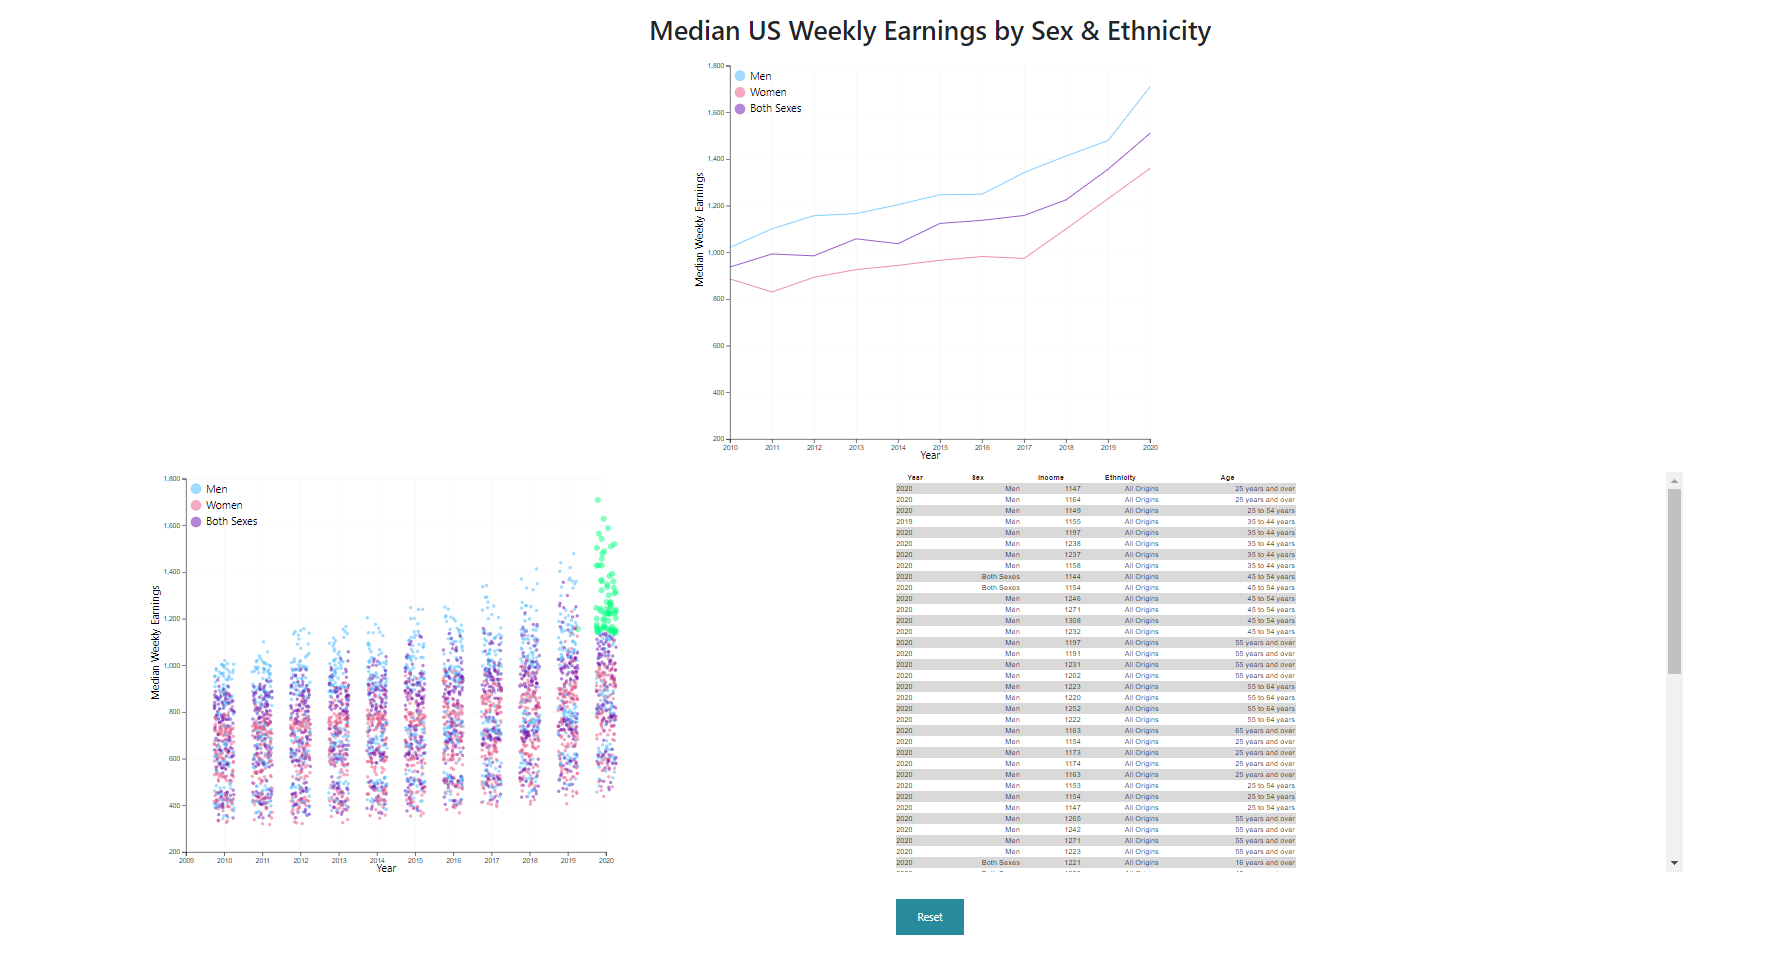 Median US Weekly Earnings by Sex & Ethnicity
1,800
1,600
1,400
1,200
1,000
800
600
400
200
Median Weekly Earnings
Men
Women
Both Sexes
2010 2011 2012 2013 2014 2015 2016 2017 2018 2019 2020
Year
1,800
1,600
1,400
1,200
1,000
800
600
400
200
Median Weekly Earnings
Men
Women
Both Sexes
2009 2010 2011 2012 2013 2014 2015 2016 2017 2018 2019 2020
Year
Year Sex Income Ethnicity Age
2020 Men 1147 All Origins 25 years and over
2020 Men 1164 All Origins 25 years and over
2020 Men 1149 All Origins 25 to 54 years
2019 Men 1155 All Origins 35 to 44 years
2020 Men 1197 All Origins 35 to 44 years
2020 Men 1238 All Origins 35 to 44 years
2020 Men 1237 All Origins 35 to 44 years
2020 Men 1158 All Origins 35 to 44 years
2020 Both Sexes 1144 All Origins 45 to 54 years
2020 Both Sexes 1154 All Origins 45 to 54 years
2020 Men 1246 All Origins 45 to 54 years
2020 Men 1271 All Origins 45 to 54 years
2020 Men 1308 All Origins 45 to 54 years
2020 Men 1232 All Origins 45 to 54 years
2020 Men 1197 All Origins 55 years and over
2020 Men 1191 All Origins 55 years and over
2020 Men 1231 All Origins 55 years and over
2020 Men 1202 All Origins 55 years and over
2020 Men 1223 All Origins 55 to 64 years
2020 Men 1220 All Origins 55 to 64 years
2020 Men 1252 All Origins 55 to 64 years
2020 Men 1222 All Origins 55 to 64 years
2020 Men 1163 All Origins 65 years and over
2020 Men 1154 All Origins 25 years and over
2020 Men 1173 All Origins 25 years and over
2020 Men 1174 All Origins 25 years and over
2020 Men 1163 All Origins 25 years and over
2020 Men 1153 All Origins 25 to 54 years
2020 Men 1154 All Origins 25 to 54 years
2020 Men 1147 All Origins 25 to 54 years
2020 Men 1265 All Origins 55 years and over
2020 Men 1242 All Origins 55 years and over
2020 Men 1271 All Origins 55 years and over
2020 Men 1223 All Origins 55 years and over
2020 Both Sexes 1221 All Origins 16 years and over
Reset